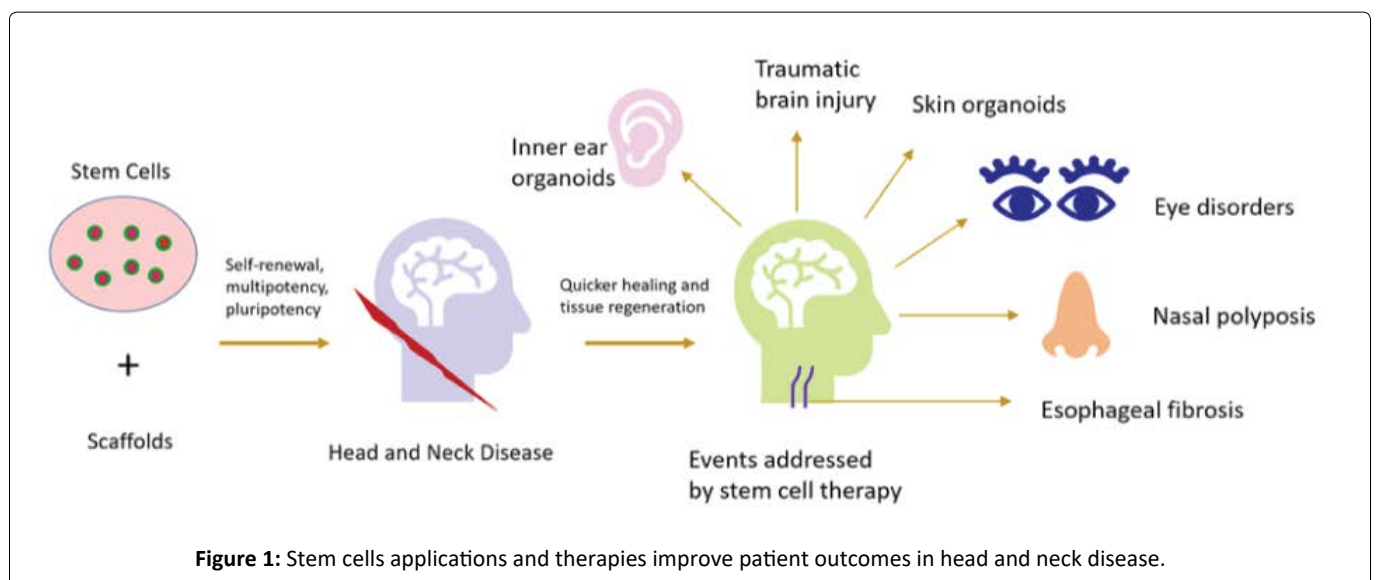 Stem Cells
+
Scaffolds
Self-renewal,
multipotency,
pluripotency
Head and Neck Disease
Quicker healing and
tissue regeneration
Events addressed
by stem cell therapy
Inner ear
organoids
Traumatic
brain injury
Skin organoids
Eye disorders
Nasal polyposis
Esophageal fibrosis
Figure 1: Stem cells applications and therapies improve patient outcomes in head and neck disease.